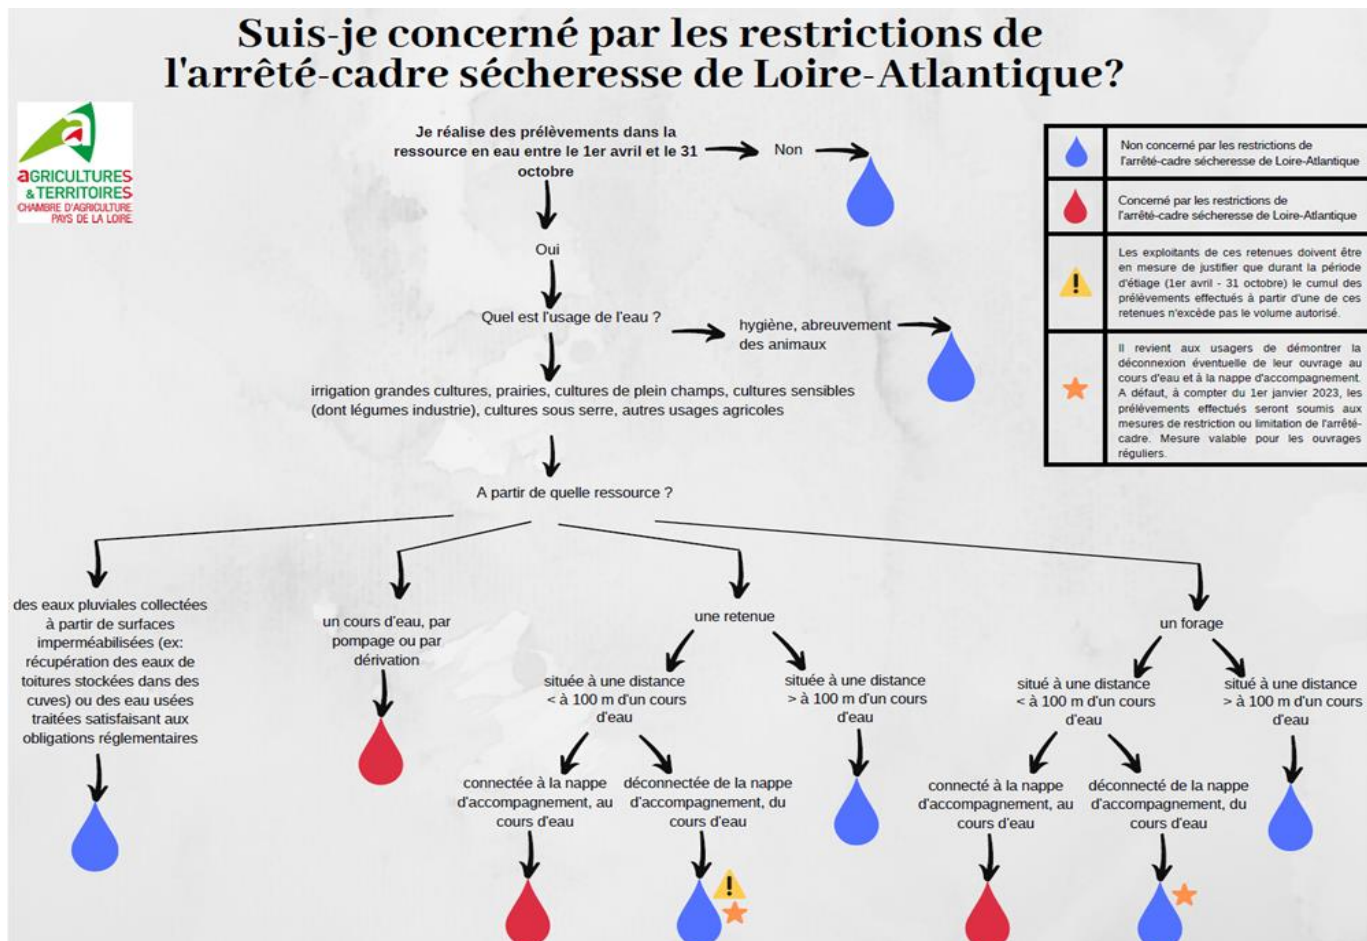 Suis-je concerné par les restrictions de
l'arrêté-cadre sécheresse de Loire-Atlantique?
a
AGRICULTURES
& TERRITOIRES
CHAMBRE D'AGRICULTURE
PAYS DE LA LOIRE
Je réalise des prélèvements dans la
ressource en eau entre le 1er avril et le 31
octobre
Non
Oui
Quel est l'usage de l'eau ?
hygiène, abreuvement
des animaux
irrigation grandes cultures, prairies, cultures de plein champs, cultures sensibles
(dont légumes industrie), cultures sous serre, autres usages agricoles
A partir de quelle ressource ?
Non concerné par les restrictions de
l'arrêté-cadre sécheresse de Loire-Atlantique
Concerné par les restrictions de
l'arrêté-cadre sécheresse de Loire-Atlantique
!
Les exploitants de ces retenues doivent être
en mesure de justifier que durant la période
d'étiage (1er avril - 31 octobre) le cumul des
prélèvements effectués à partir d'une de ces
retenues n'excède pas le volume autorisé.
Il revient aux usagers de démontrer la
déconnexion éventuelle de leur ouvrage au
cours d'eau et à la nappe d'accompagnement.
A défaut, à compter du 1er janvier 2023, les
prélèvements effectués seront soumis aux
mesures de restriction ou limitation de l'arrêté-
cadre. Mesure valable pour les ouvrages
réguliers.
des eaux pluviales collectées
à partir de surfaces
imperméabilisées (ex:
récupération des eaux de
toitures stockées dans des
cuves) ou des eau usées
traitées satisfaisant aux
obligations réglementaires
un cours d'eau, par
pompage ou par
dérivation
une retenue
située à une distance
< à 100 m d'un cours
d'eau
située à une distance
> à 100 m d'un cours
d'eau
connectée à la nappe
d'accompagnement, au
cours d'eau
déconnectée de la nappe
d'accompagnement, du
cours d'eau
!
un forage
situé à une distance
< à 100 m d'un cours
d'eau
situé à une distance
> à 100 m d'un cours
d'eau
connecté à la nappe
d'accompagnement, au
cours d'eau
déconnecté de la nappe
d'accompagnement, du
cours d'eau